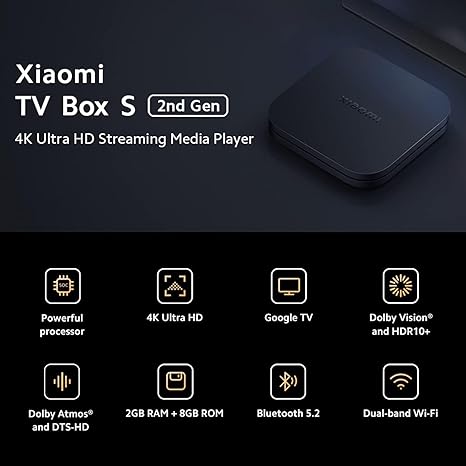 Xiaomi
TV Box S 2nd Gen
4K Ultra HD Streaming Media Player
xiaomi
SOC
Powerful
processor
4K Ultra HD
Google TV
Dolby Vision®
and HDR10+
Dolby Atmos®
and DTS-HD
2GB RAM + 8GB ROM
Bluetooth 5.2
Dual-band Wi-Fi